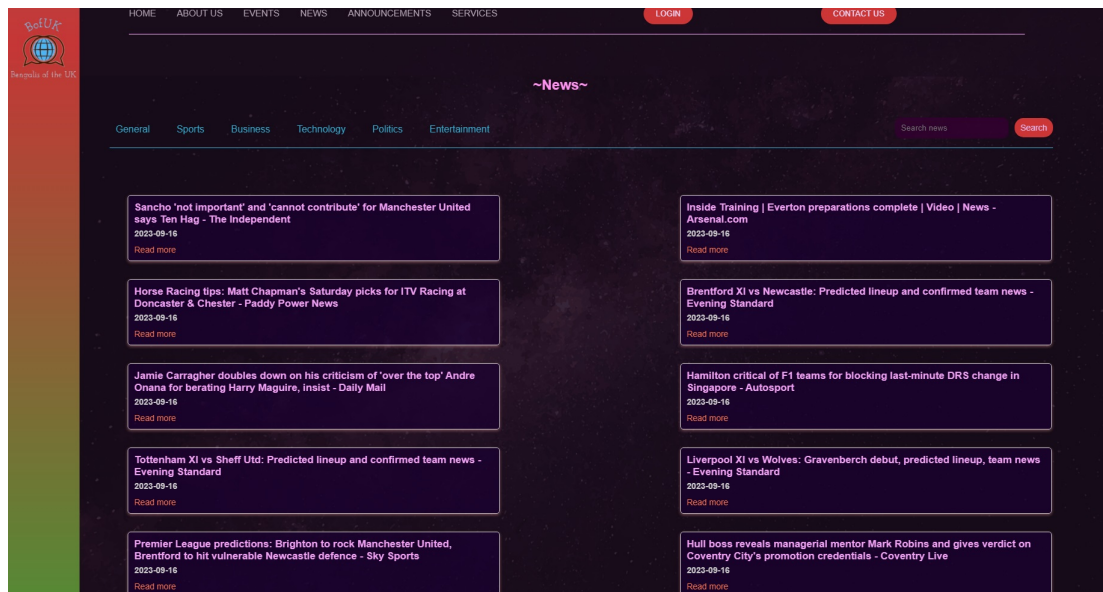 BofUK
Bengalis of the UK
HOME ABOUT US EVENTS NEWS ANNOUNCEMENTS SERVICES LOGIN CONTACT US
~News~
General Sports Business Technology Politics Entertainment Search news Search
Sancho 'not important' and 'cannot contribute' for Manchester United
says Ten Hag - The Independent
2023-09-16
Read more
Inside Training | Everton preparations complete | Video | News -
Arsenal.com
2023-09-16
Read more
Horse Racing tips: Matt Chapman's Saturday picks for ITV Racing at
Doncaster & Chester - Paddy Power News
2023-09-16
Read more
Brentford XI vs Newcastle: Predicted lineup and confirmed team news -
Evening Standard
2023-09-16
Read more
Jamie Carragher doubles down on his criticism of 'over the top' Andre
Onana for berating Harry Maguire, insist - Daily Mail
2023-09-16
Read more
Hamilton critical of F1 teams for blocking last-minute DRS change in
Singapore - Autosport
2023-09-16
Read more
Tottenham XI vs Sheff Utd: Predicted lineup and confirmed team news -
Evening Standard
2023-09-16
Read more
Liverpool XI vs Wolves: Gravenberch debut, predicted lineup, team news
- Evening Standard
2023-09-16
Read more
Premier League predictions: Brighton to rock Manchester United,
Brentford to hit vulnerable Newcastle defence - Sky Sports
2023-09-16
Read more
Hull boss reveals managerial mentor Mark Robins and gives verdict on
Coventry City's promotion credentials - Coventry Live
2023-09-16
Read more